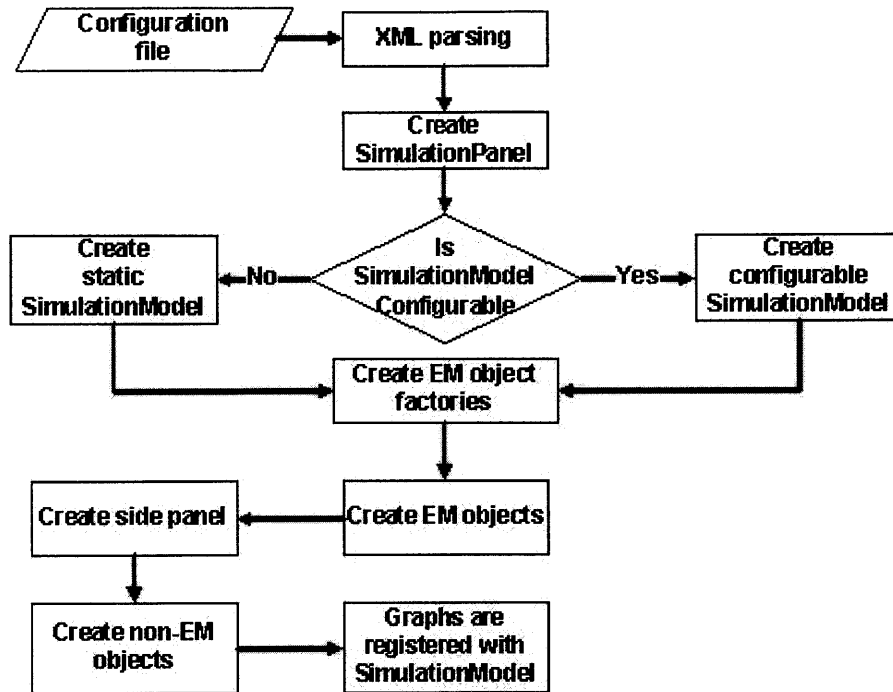 Configuration
file
XML parsing
Create
SimulationPanel
Is
SimulationModel
Configurable
No
Yes
Create
static
SimulationModel
Create
configurable
SimulationModel
Create EM object
factories
Create EM objects
Create side panel
Create non-EM
objects
Graphs are
registered with
SimulationModel